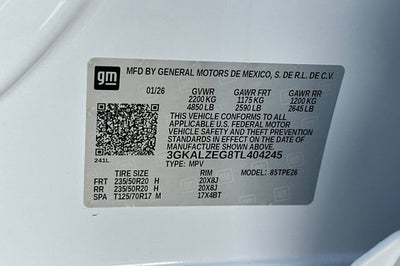 gm MFD BY GENERAL MOTORS DE MEXICO, S. DE R.L. DE C.V.
01/26 GVWR GAWR FRT GAWR RR
2200 KG 1175 KG 1200 KG
4850 LB 2590 LB 2645 LB
THIS VEHICLE CONFORMS TO ALL
APPLICABLE U.S. FEDERAL MOTOR
VEHICLE SAFETY AND THEFT
PREVENTION STANDARDS IN
EFFECT ON THE DATE OF
MANUFACTURE SHOWN ABOVE.
3GKALZEG8TL404245
241L TYPE: MPV
TIRE SIZE RIM MODEL: 85TPE26
FRT 235/50R20 H 20X8J
RR 235/50R20 H 20X8J
SPA T125/70R17 M 17X4BT